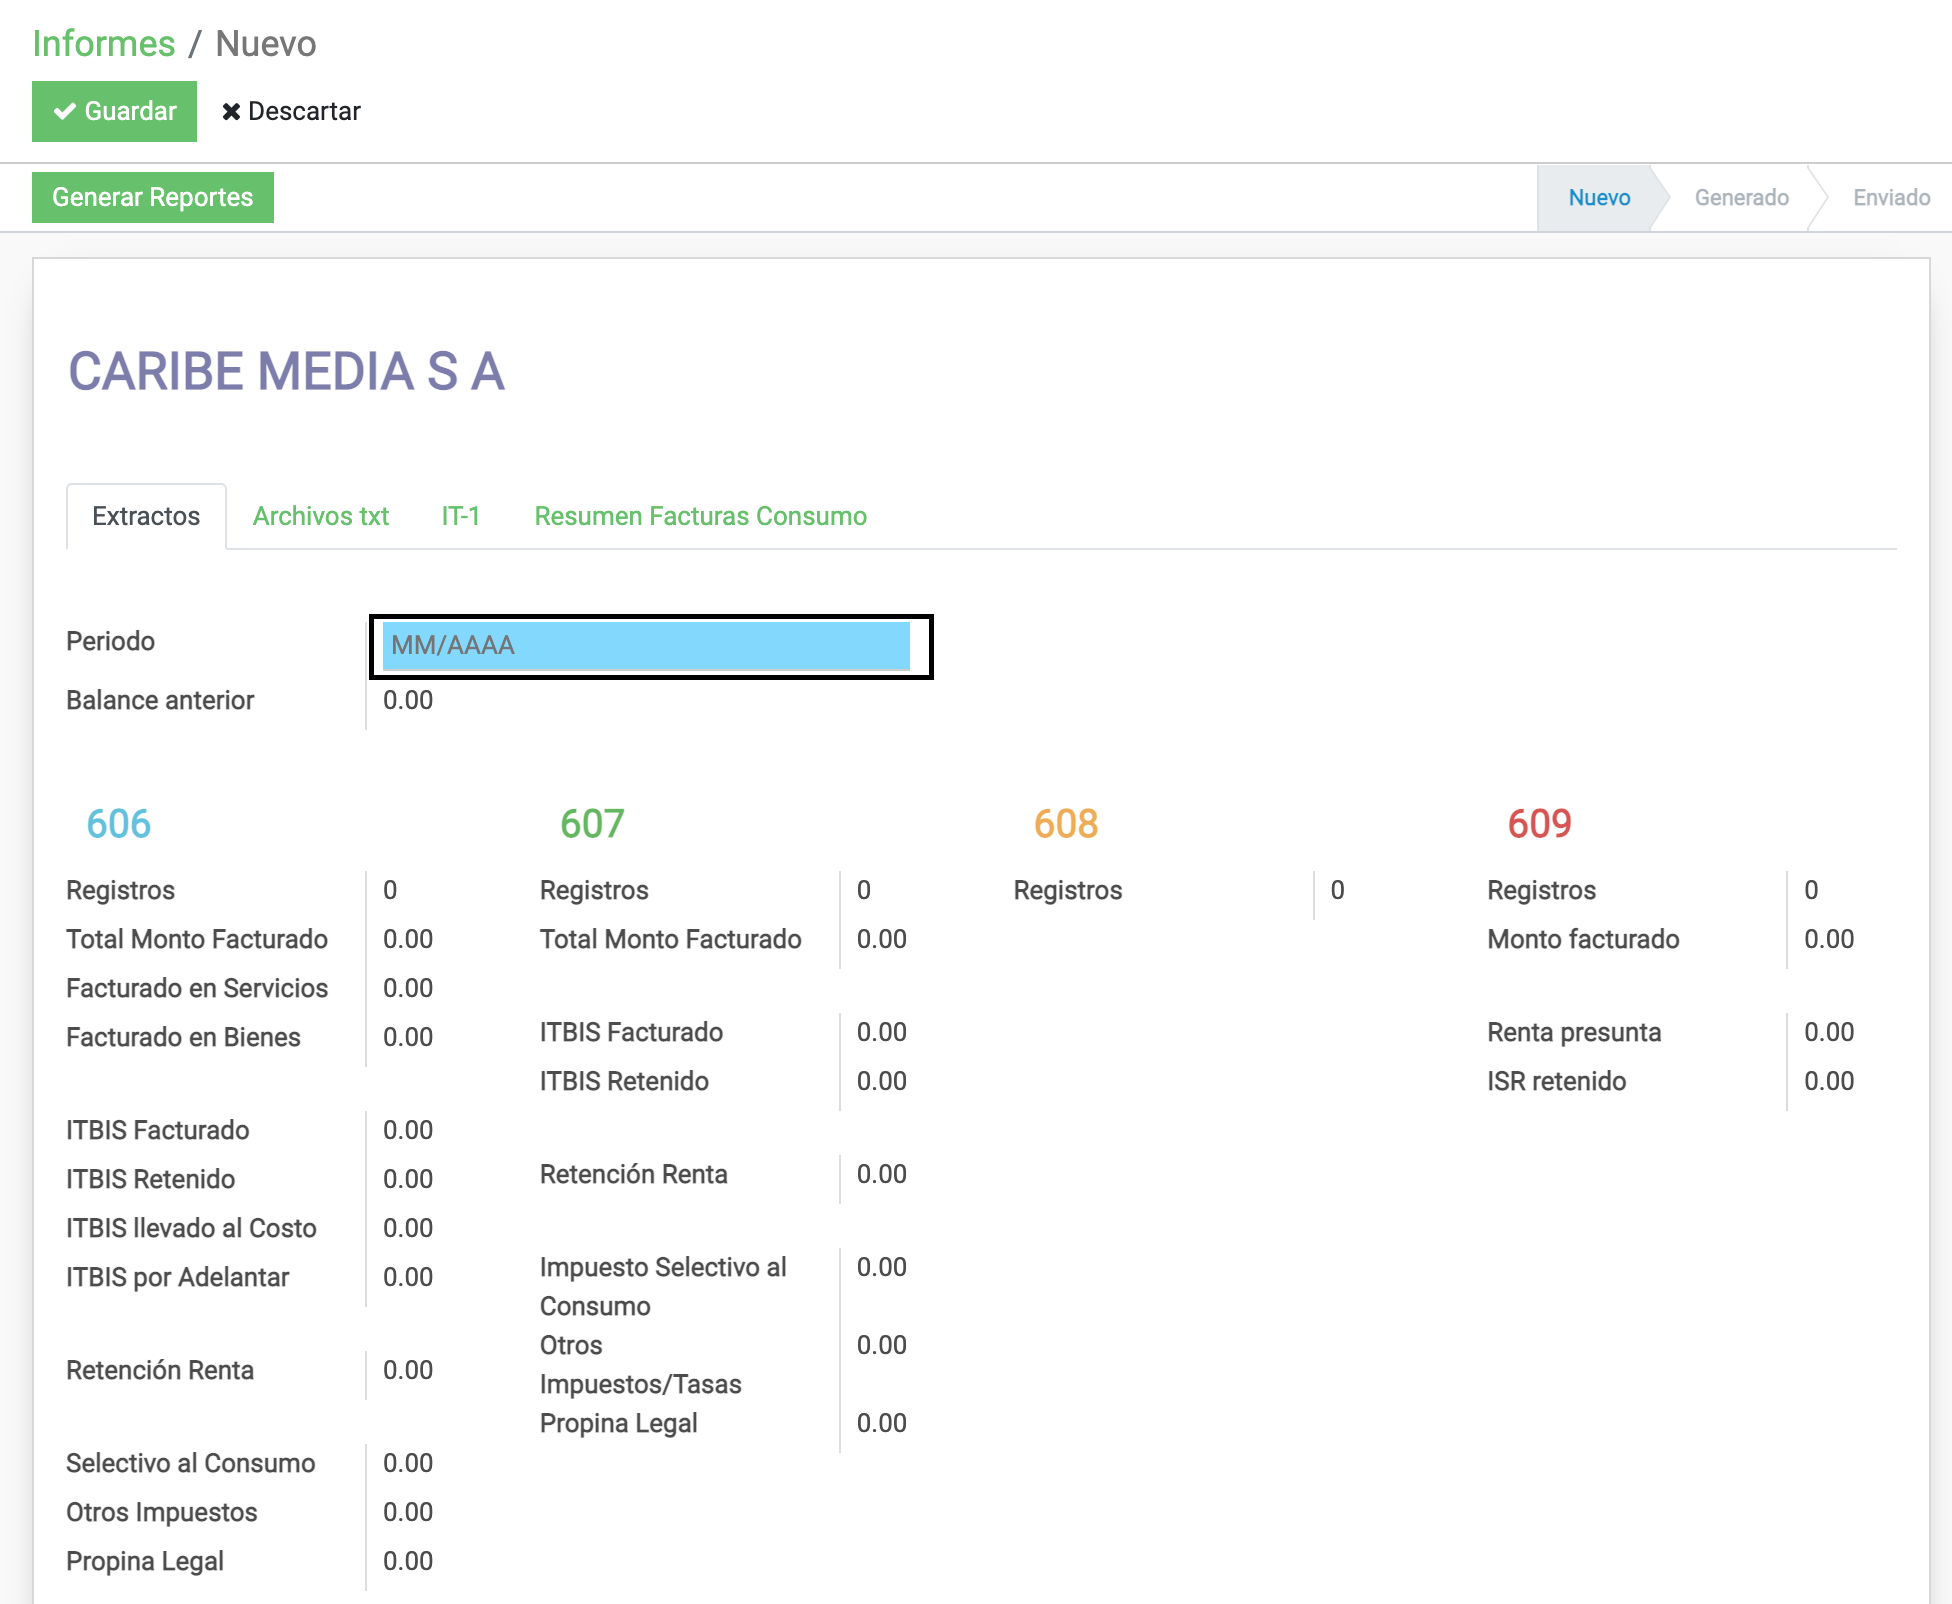 Informes / Nuevo
Guardar Descartar
Generar Reportes
Nuevo Generado Enviado
CARIBE MEDIA S A
Extractos Archivos txt IT-1 Resumen Facturas Consumo
Periodo MM/AAAA
Balance anterior 0.00
606
Registros 0
Total Monto Facturado 0.00
Facturado en Servicios 0.00
Facturado en Bienes 0.00
ITBIS Facturado 0.00
ITBIS Retenido 0.00
ITBIS llevado al Costo 0.00
ITBIS por Adelantar 0.00
Retención Renta 0.00
Selectivo al Consumo 0.00
Otros Impuestos 0.00
Propina Legal 0.00
607
Registros 0
Total Monto Facturado 0.00
ITBIS Facturado 0.00
ITBIS Retenido 0.00
Retención Renta 0.00
Impuesto Selectivo al 0.00
Consumo
Otros 0.00
Impuestos/Tasas
Propina Legal 0.00
608
Registros 0
609
Registros 0
Monto facturado 0.00
Renta presunta 0.00
ISR retenido 0.00